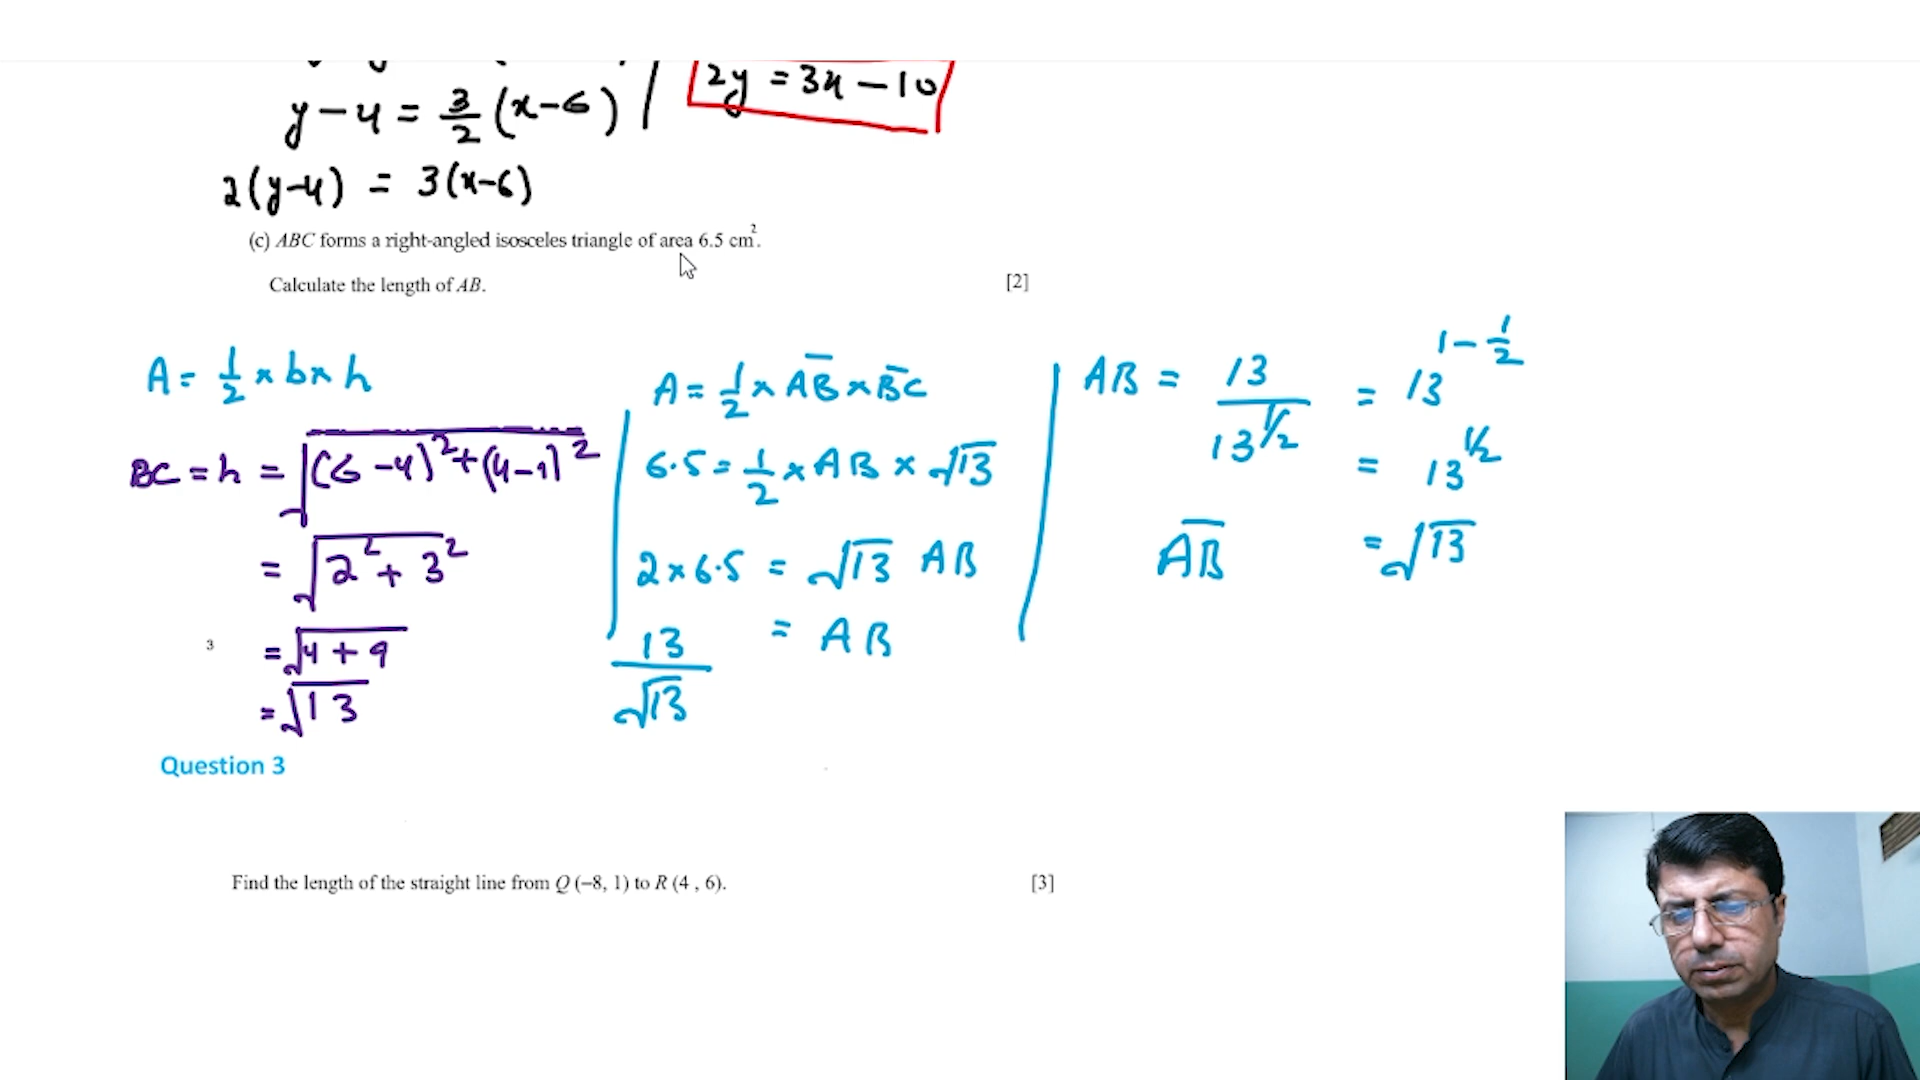 y-4 = 3/2 (x-6)
2y = 3x - 10
2(y-4) = 3(x-6)
(c) ABC forms a right-angled isosceles triangle of area 6.5 cm².
Calculate the length of AB. [2]
A = 1/2 × b × h
BC = h = √((6-4)² + (4-1)²)
= √(2² + 3²)
= √(4+9)
= √13
A = 1/2 × A̅B̅ × B̅C̅
6.5 = 1/2 × AB × √13
2×6.5 = √13 AB
13/√13 = AB
AB = 13/13^(1/2) = 13^(1-1/2)
= 13^(1/2)
A̅B̅ = √13
3
Question 3
Find the length of the straight line from Q (−8, 1) to R (4 , 6). [3]